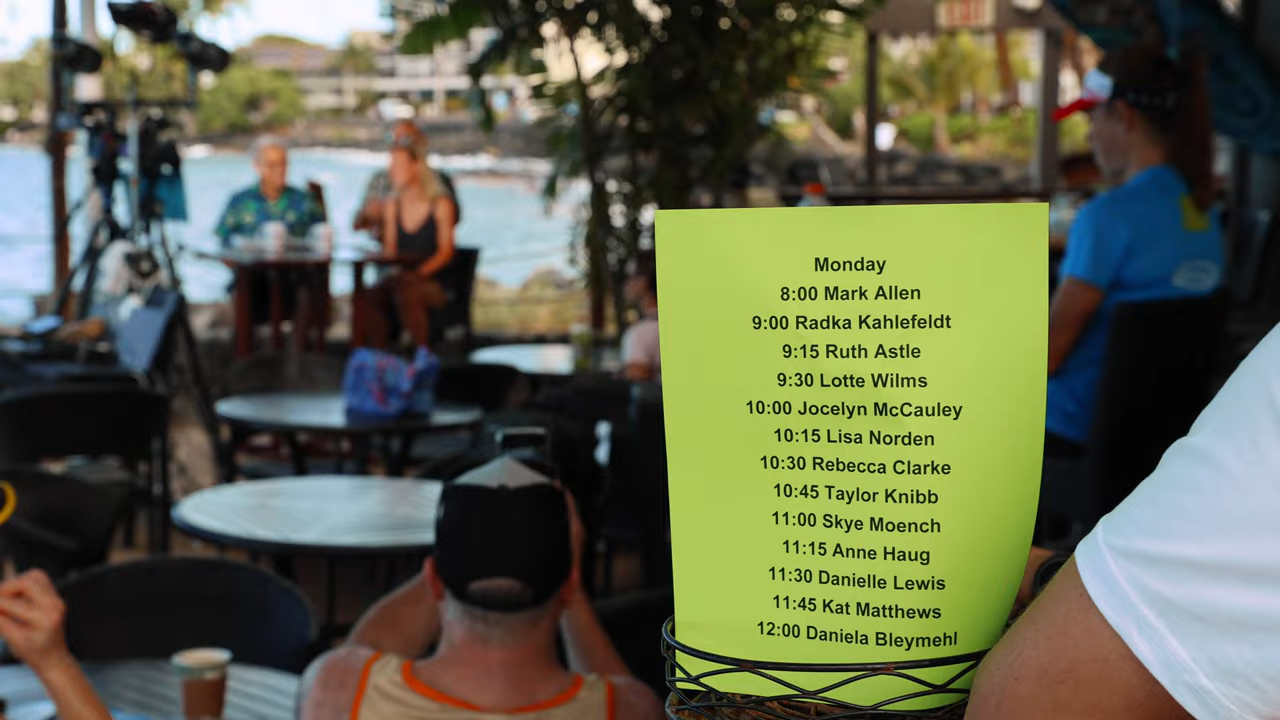 Monday
8:00 Mark Allen
9:00 Radka Kahlefeldt
9:15 Ruth Astle
9:30 Lotte Wilms
10:00 Jocelyn McCauley
10:15 Lisa Norden
10:30 Rebecca Clarke
10:45 Taylor Knibb
11:00 Skye Moench
11:15 Anne Haug
11:30 Danielle Lewis
11:45 Kat Matthews
12:00 Daniela Bleymehl